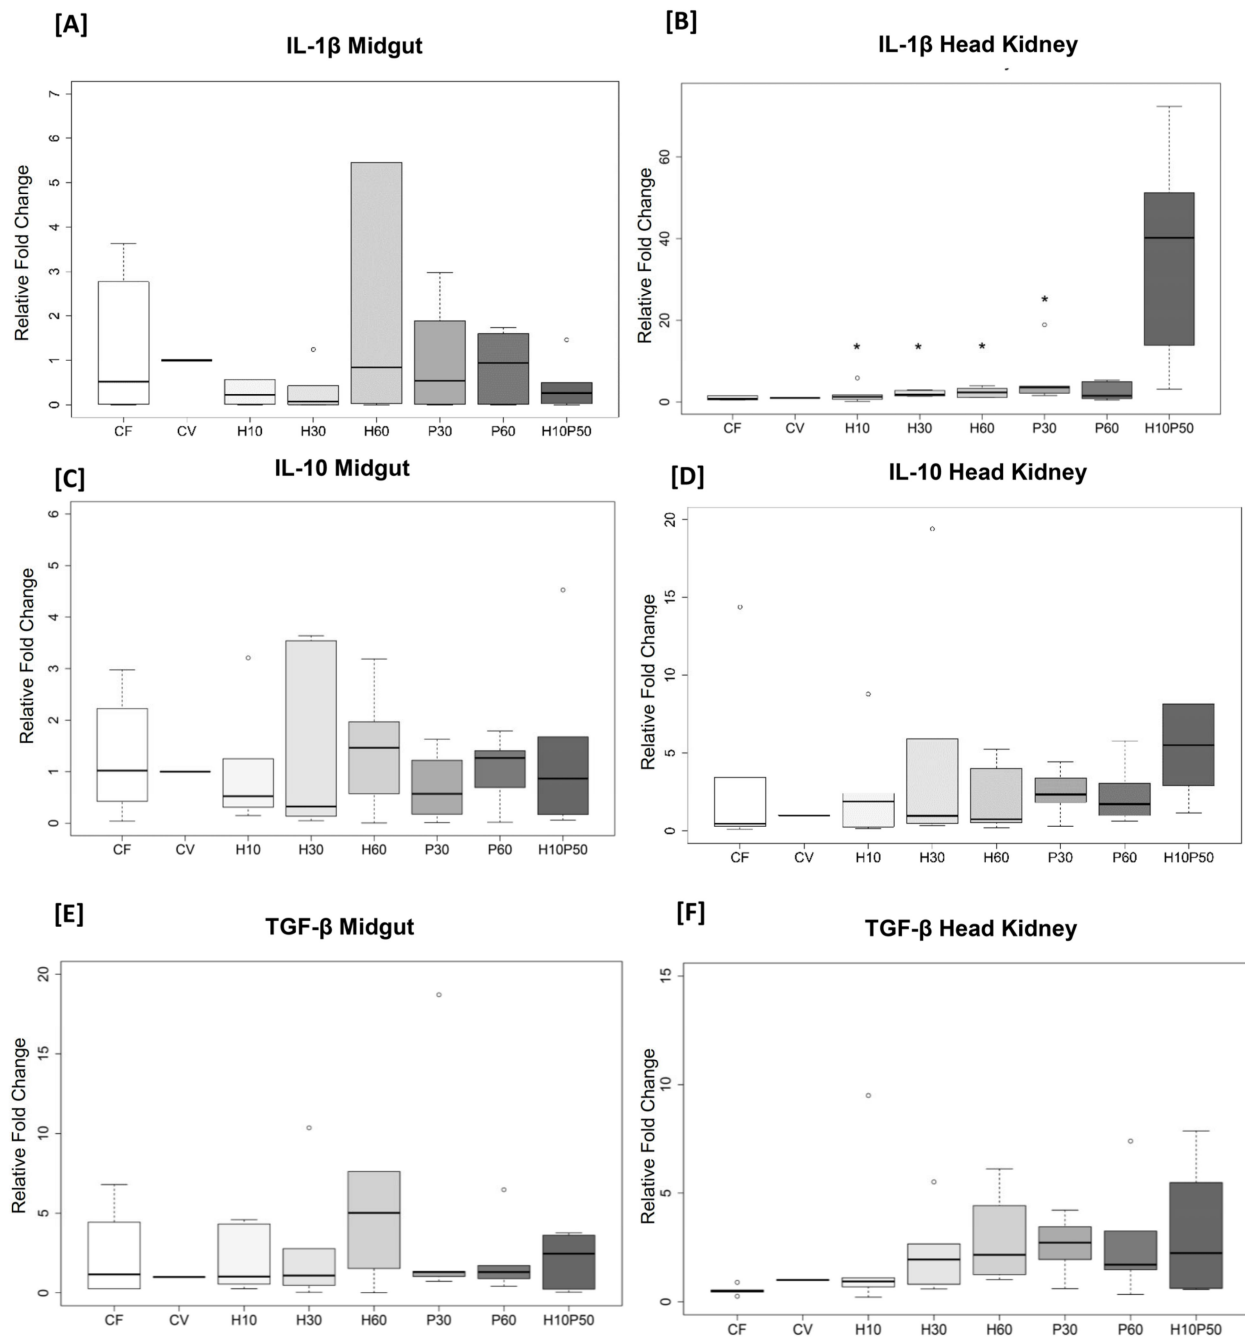 [A]
IL-1β Midgut
Relative Fold Change
7
6
5
4
3
2
1
0
CF CV H10 H30 H60 P30 P60 H10P50
[B]
IL-1β Head Kidney
Relative Fold Change
60
40
20
0
* * * *
CF CV H10 H30 H60 P30 P60 H10P50
[C]
IL-10 Midgut
Relative Fold Change
6
5
4
3
2
1
0
CF CV H10 H30 H60 P30 P60 H10P50
[D]
IL-10 Head Kidney
Relative Fold Change
20
15
10
5
0
CF CV H10 H30 H60 P30 P60 H10P50
[E]
TGF-β Midgut
Relative Fold Change
20
15
10
5
0
CF CV H10 H30 H60 P30 P60 H10P50
[F]
TGF-β Head Kidney
Relative Fold Change
15
10
5
0
CF CV H10 H30 H60 P30 P60 H10P50